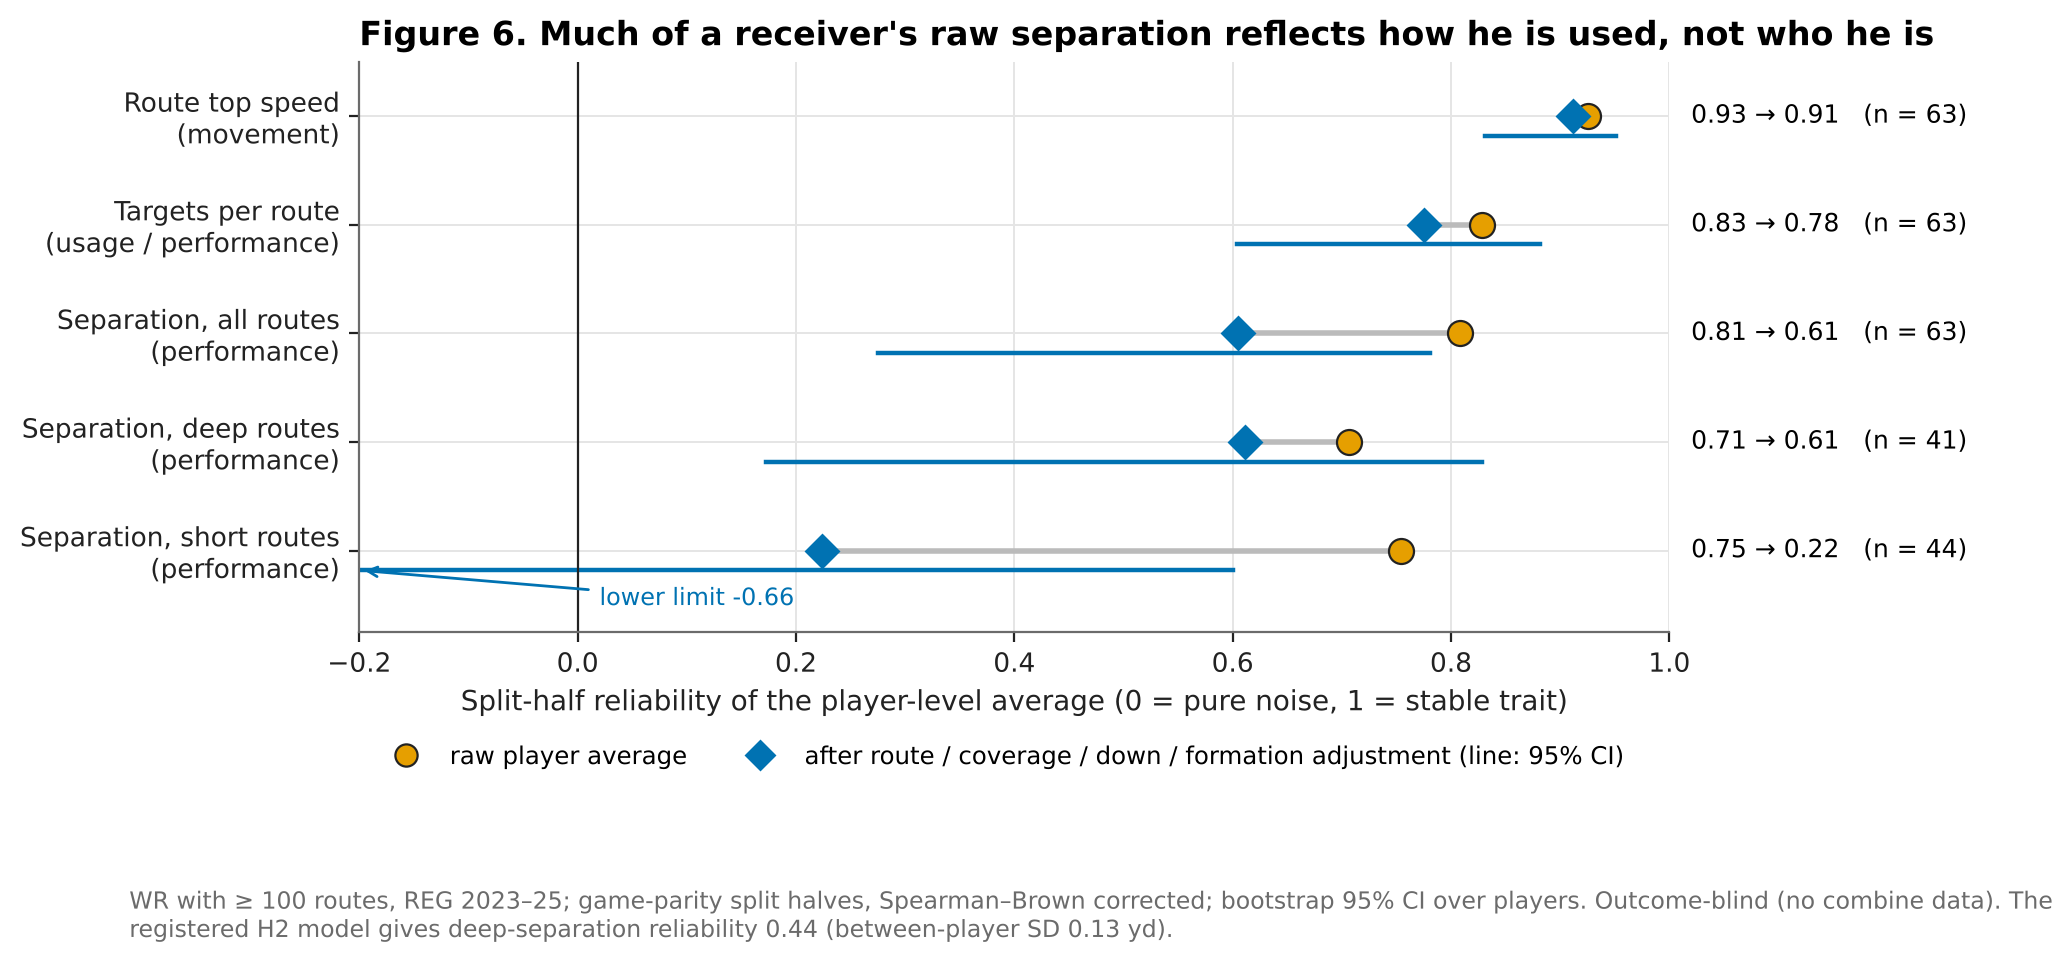 Figure 6. Much of a receiver's raw separation reflects how he is used, not who he is
Route top speed
(movement)
0.93 → 0.91 (n = 63)
Targets per route
(usage / performance)
0.83 → 0.78 (n = 63)
Separation, all routes
(performance)
0.81 → 0.61 (n = 63)
Separation, deep routes
(performance)
0.71 → 0.61 (n = 41)
Separation, short routes
(performance)
0.75 → 0.22 (n = 44)
lower limit -0.66
−0.2 0.0 0.2 0.4 0.6 0.8 1.0
Split-half reliability of the player-level average (0 = pure noise, 1 = stable trait)
raw player average after route / coverage / down / formation adjustment (line: 95% CI)
WR with ≥ 100 routes, REG 2023–25; game-parity split halves, Spearman–Brown corrected; bootstrap 95% CI over players. Outcome-blind (no combine data). The
registered H2 model gives deep-separation reliability 0.44 (between-player SD 0.13 yd).